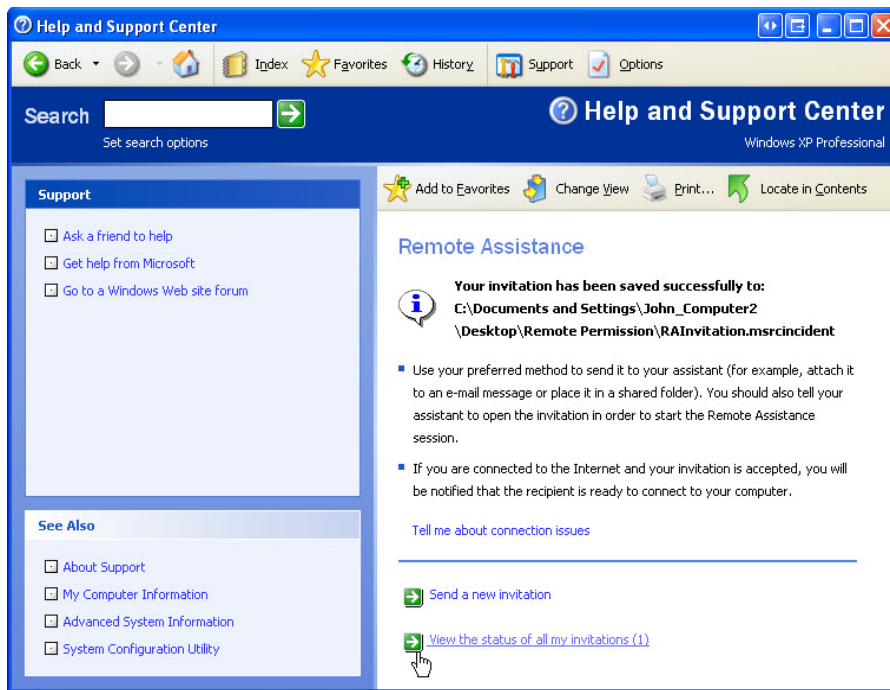 Help and Support Center
Back Index Favorites History Support Options
Search
Set search options
Help and Support Center
Windows XP Professional
Support
Ask a friend to help
Get help from Microsoft
Go to a Windows Web site forum
See Also
About Support
My Computer Information
Advanced System Information
System Configuration Utility
Add to Favorites Change View Print... Locate in Contents
Remote Assistance
Your invitation has been saved successfully to:
C:\Documents and Settings\John_Computer2
\Desktop\Remote Permission\RAInvitation.msrcincident
Use your preferred method to send it to your assistant (for example, attach it
to an e-mail message or place it in a shared folder). You should also tell your
assistant to open the invitation in order to start the Remote Assistance
session.
If you are connected to the Internet and your invitation is accepted, you will
be notified that the recipient is ready to connect to your computer.
Tell me about connection issues
Send a new invitation
View the status of all my invitations (1)